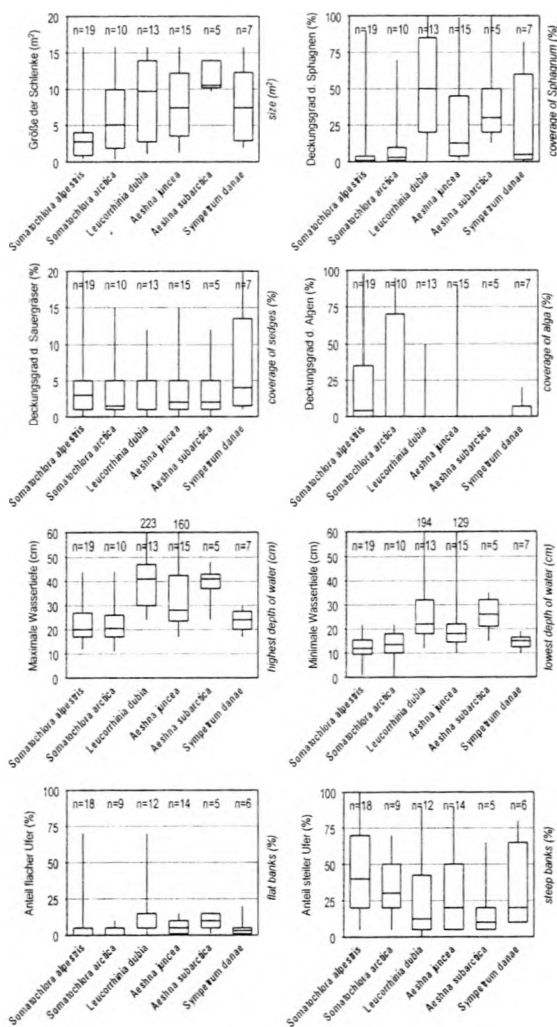 n=19 n=10 n=13 n=15 n=5 n=7
Größe der Schlenke (m²)
20
15
10
5
0
size (m²)
Somatochlora alpestris
Somatochlora arctica
Leucorrhinia dubia
Aeshna juncea
Aeshna subarctica
Sympetrum danae
n=19 n=10 n=13 n=15 n=5 n=7
Deckungsgrad d. Sphagnen (%)
100
75
50
25
0
coverage of Sphagnum (%)
Somatochlora alpestris
Somatochlora arctica
Leucorrhinia dubia
Aeshna juncea
Aeshna subarctica
Sympetrum danae
n=19 n=10 n=13 n=15 n=5 n=7
Deckungsgrad d. Sauergräser (%)
20
15
10
5
0
coverage of sedges (%)
Somatochlora alpestris
Somatochlora arctica
Leucorrhinia dubia
Aeshna juncea
Aeshna subarctica
Sympetrum danae
n=19 n=10 n=13 n=15 n=5 n=7
Deckungsgrad d. Algen (%)
100
75
50
25
0
coverage of alga (%)
Somatochlora alpestris
Somatochlora arctica
Leucorrhinia dubia
Aeshna juncea
Aeshna subarctica
Sympetrum danae
223 160
n=19 n=10 n=13 n=15 n=5 n=7
Maximale Wassertiefe (cm)
60
50
40
30
20
10
0
highest depth of water (cm)
Somatochlora alpestris
Somatochlora arctica
Leucorrhinia dubia
Aeshna juncea
Aeshna subarctica
Sympetrum danae
194 129
n=19 n=10 n=13 n=15 n=5 n=7
Minimale Wassertiefe (cm)
60
50
40
30
20
10
0
lowest depth of water (cm)
Somatochlora alpestris
Somatochlora arctica
Leucorrhinia dubia
Aeshna juncea
Aeshna subarctica
Sympetrum danae
n=18 n=9 n=12 n=14 n=5 n=6
Anteil flacher Ufer (%)
100
75
50
25
0
flat banks (%)
Somatochlora alpestris
Somatochlora arctica
Leucorrhinia dubia
Aeshna juncea
Aeshna subarctica
Sympetrum danae
n=18 n=9 n=12 n=14 n=5 n=6
Anteil steiler Ufer (%)
100
75
50
25
0
steep banks (%)
Somatochlora alpestris
Somatochlora arctica
Leucorrhinia dubia
Aeshna juncea
Aeshna subarctica
Sympetrum danae